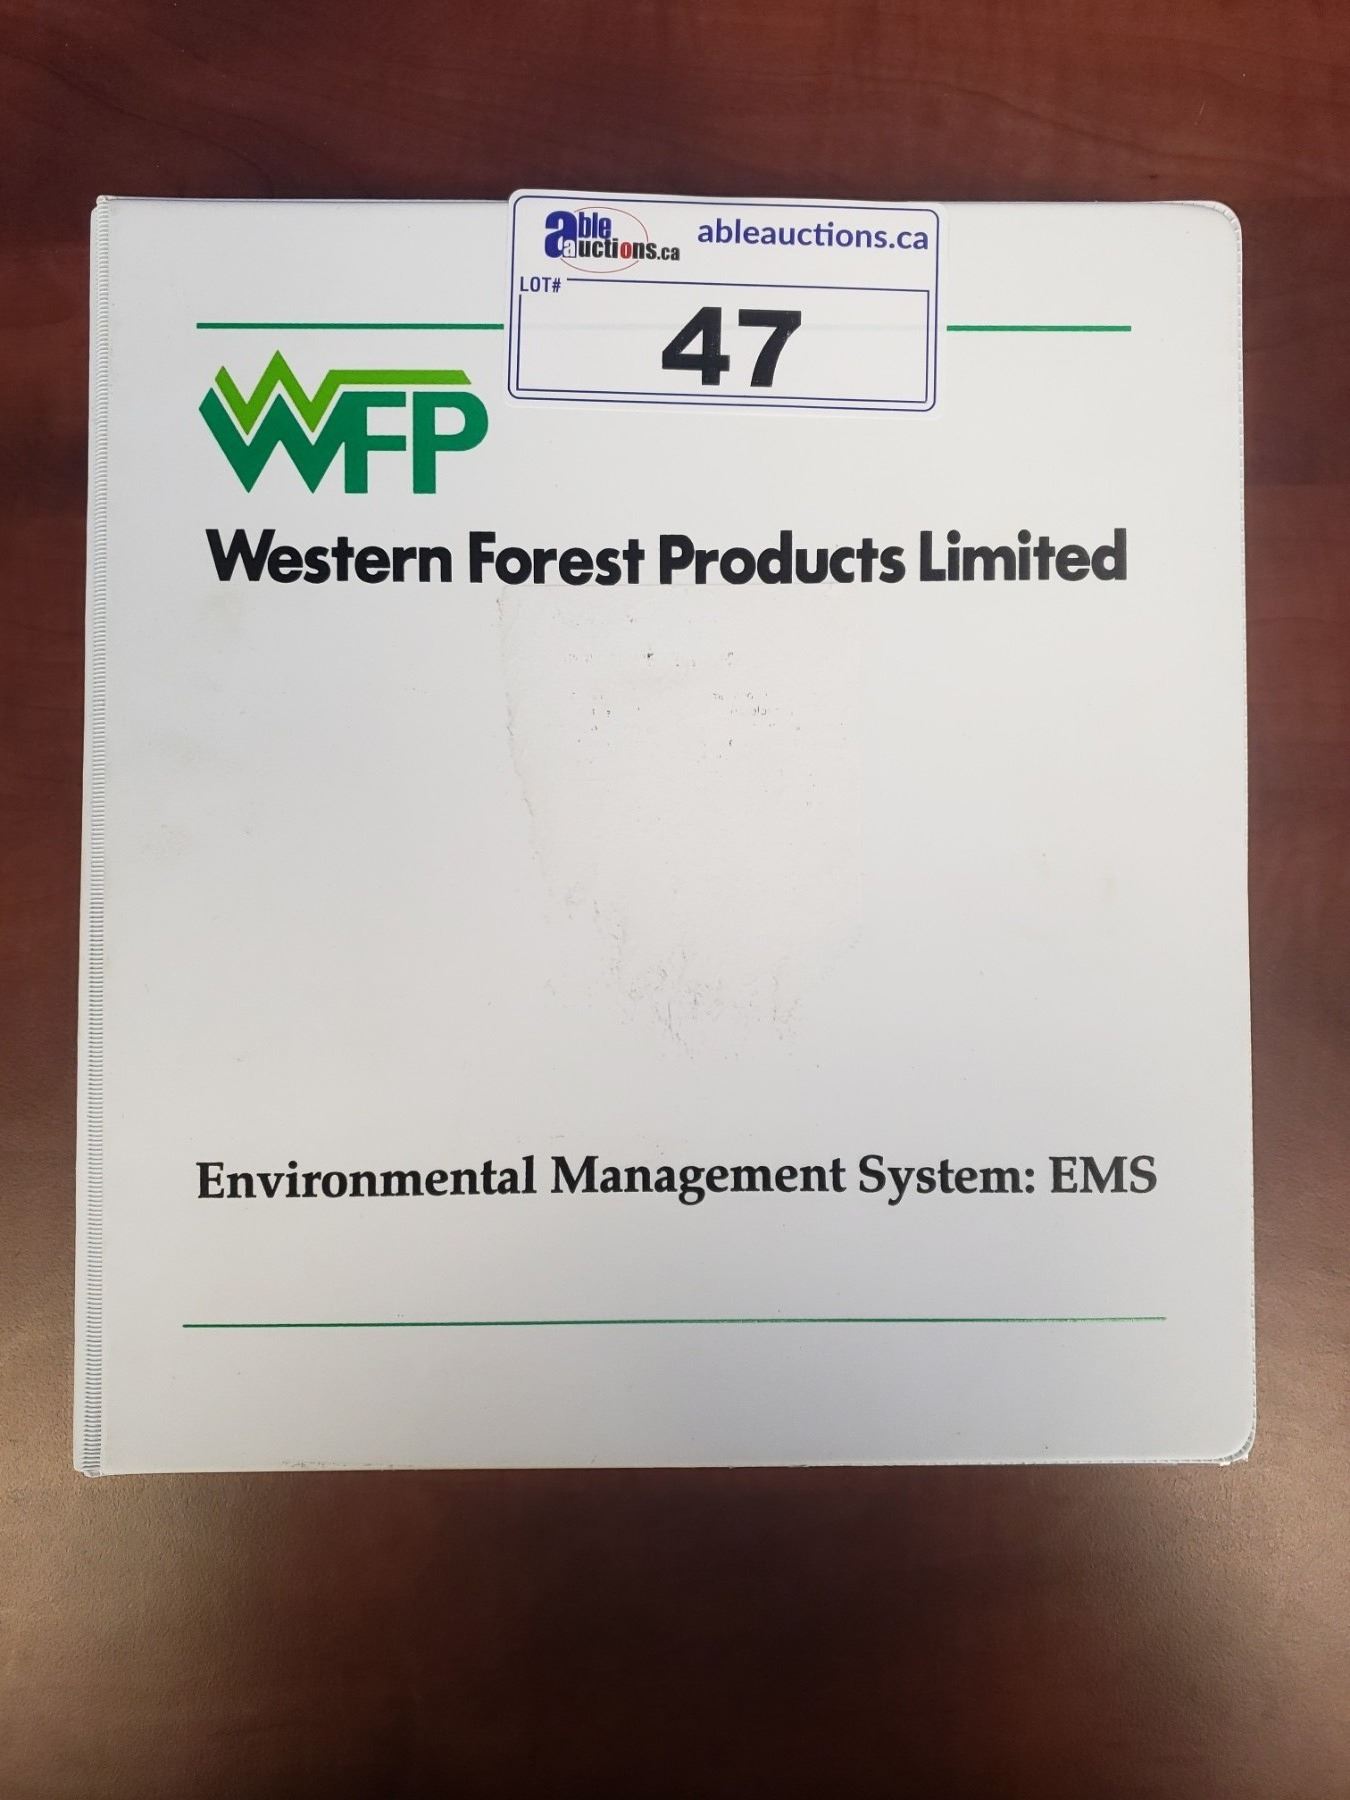 able auctions.ca
ableauctions.ca
LOT#
47
WFP
Western Forest Products Limited
Environmental Management System: EMS